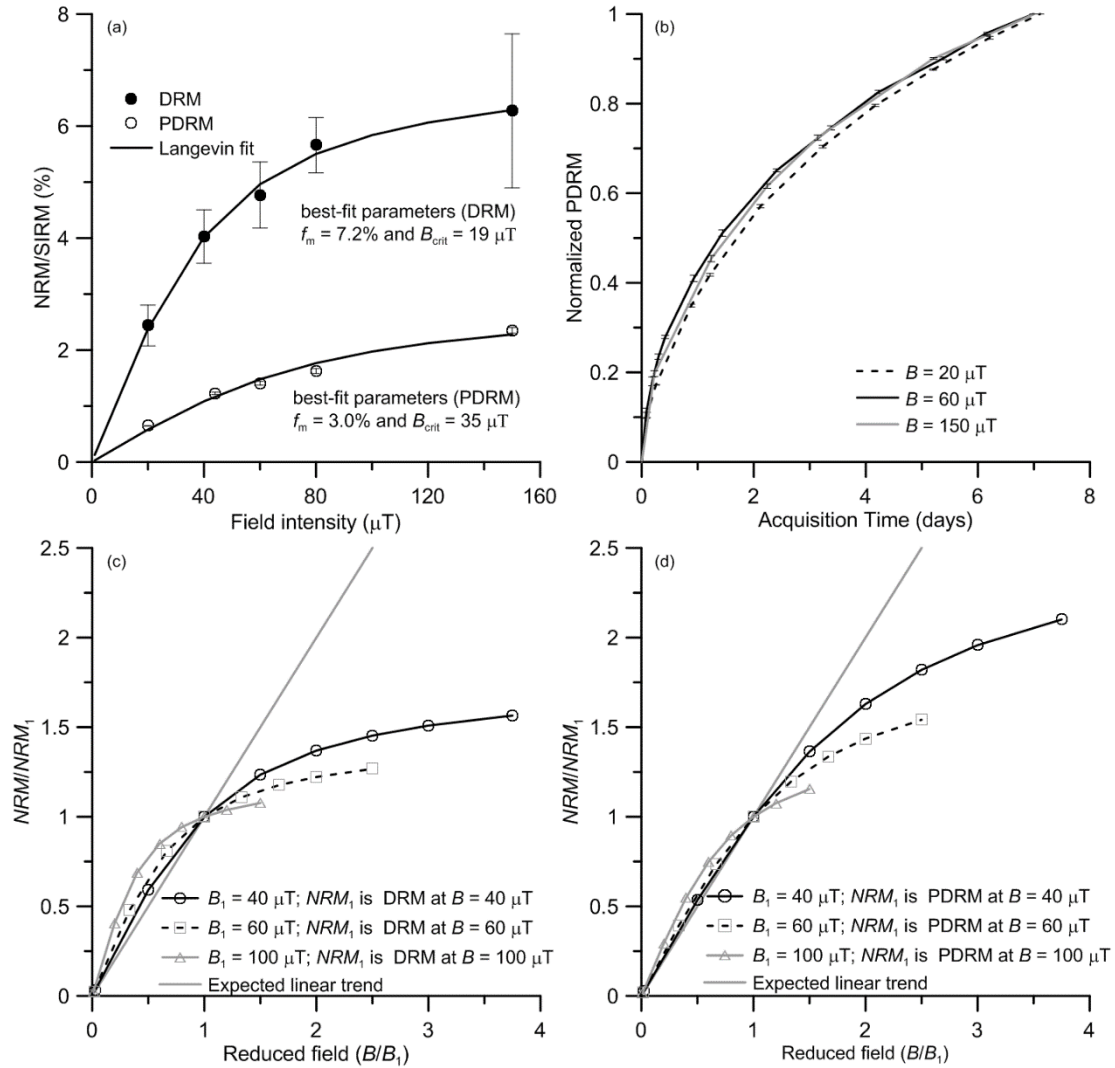 (a)
8
6
4
2
0
NRM/SIRM (%)
DRM
PDRM
Langevin fit
best-fit parameters (DRM)
fm = 7.2% and Bcrit = 19 μT
best-fit parameters (PDRM)
fm = 3.0% and Bcrit = 35 μT
0 40 80 120 160
Field intensity (μT)
(b)
1
0.8
0.6
0.4
0.2
0
Normalized PDRM
B = 20 μT
B = 60 μT
B = 150 μT
0 2 4 6 8
Acquisition Time (days)
(c)
2.5
2
1.5
1
0.5
0
NRM/NRM1
B1 = 40 μT; NRM1 is DRM at B = 40 μT
B1 = 60 μT; NRM1 is DRM at B = 60 μT
B1 = 100 μT; NRM1 is DRM at B = 100 μT
Expected linear trend
0 1 2 3 4
Reduced field (B/B1)
(d)
2.5
2
1.5
1
0.5
0
NRM/NRM1
B1 = 40 μT; NRM1 is PDRM at B = 40 μT
B1 = 60 μT; NRM1 is PDRM at B = 60 μT
B1 = 100 μT; NRM1 is PDRM at B = 100 μT
Expected linear trend
0 1 2 3 4
Reduced field (B/B1)